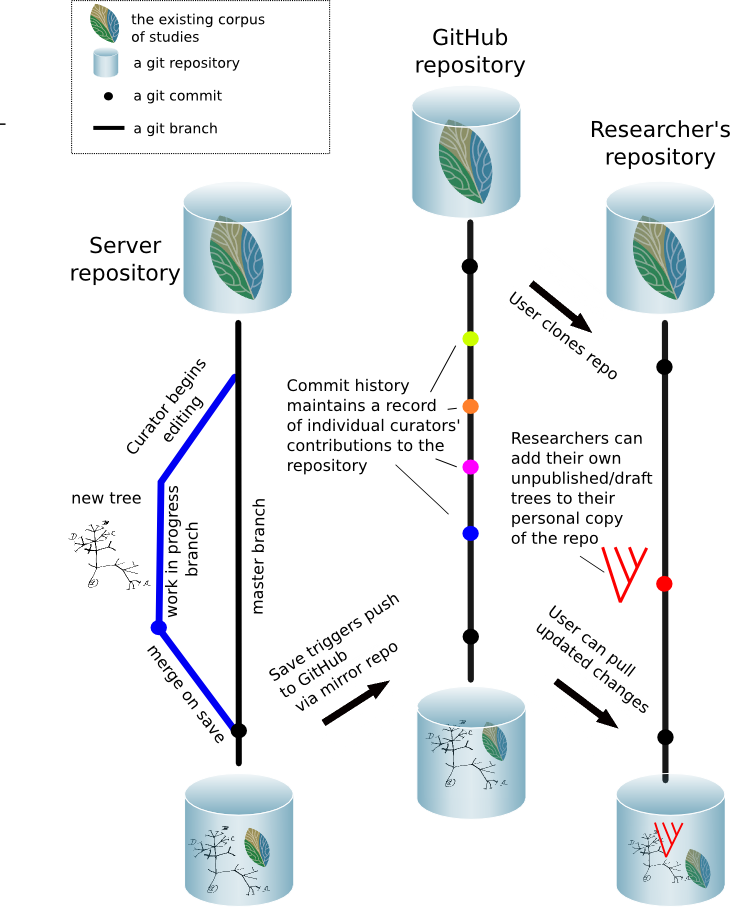 the existing corpus
of studies
a git repository
a git commit
a git branch
GitHub
repository
Researcher's
repository
Server
repository
User clones repo
Curator begins
editing
Commit history
maintains a record
of individual curators'
contributions to the
repository
Researchers can
add their own
unpublished/draft
trees to their
personal copy
of the repo
new tree
work in progress
branch
master branch
merge on save
Save triggers push
to GitHub
via mirror repo
User can pull
updated changes